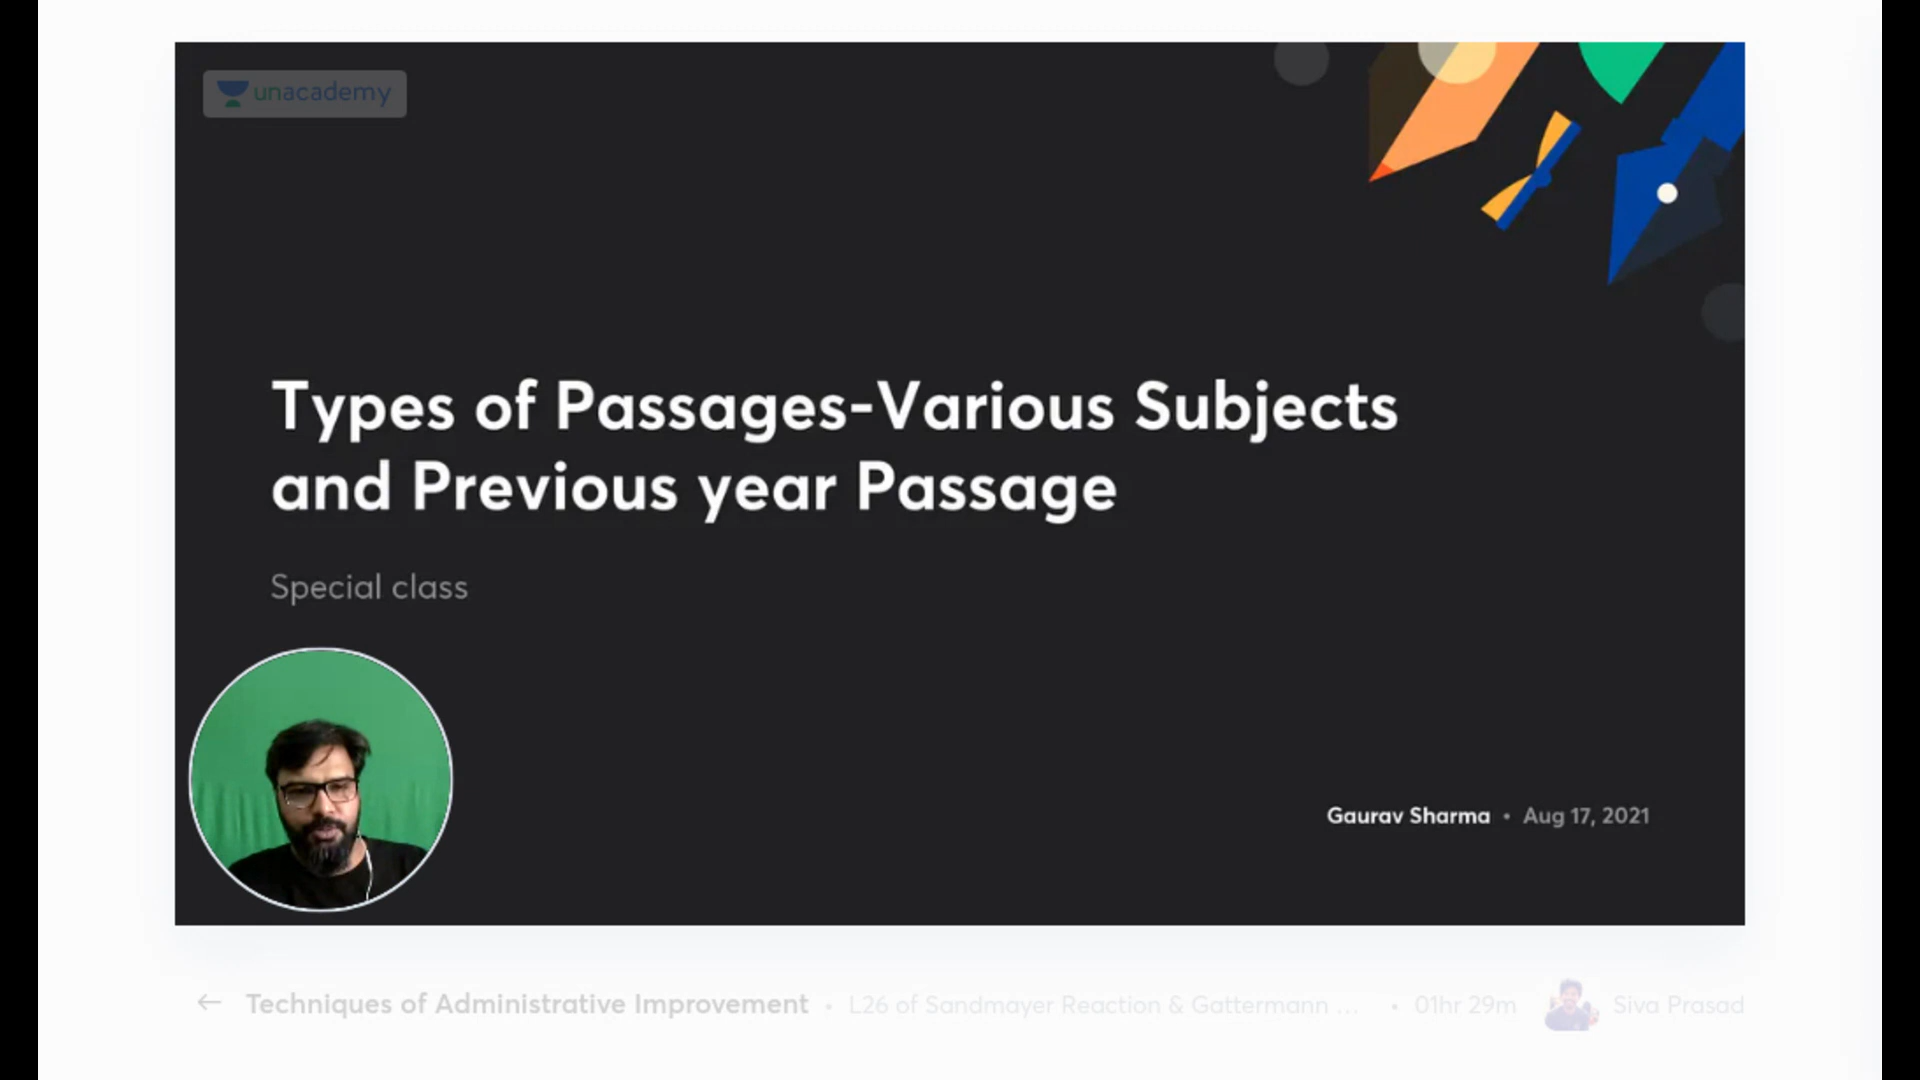 unacademy
Types of Passages-Various Subjects
and Previous year Passage
Special class
Gaurav Sharma • Aug 17, 2021
← Techniques of Administrative Improvement • L26 of Sandmayer Reaction & Gattermann ... • 01hr 29m Siva Prasad